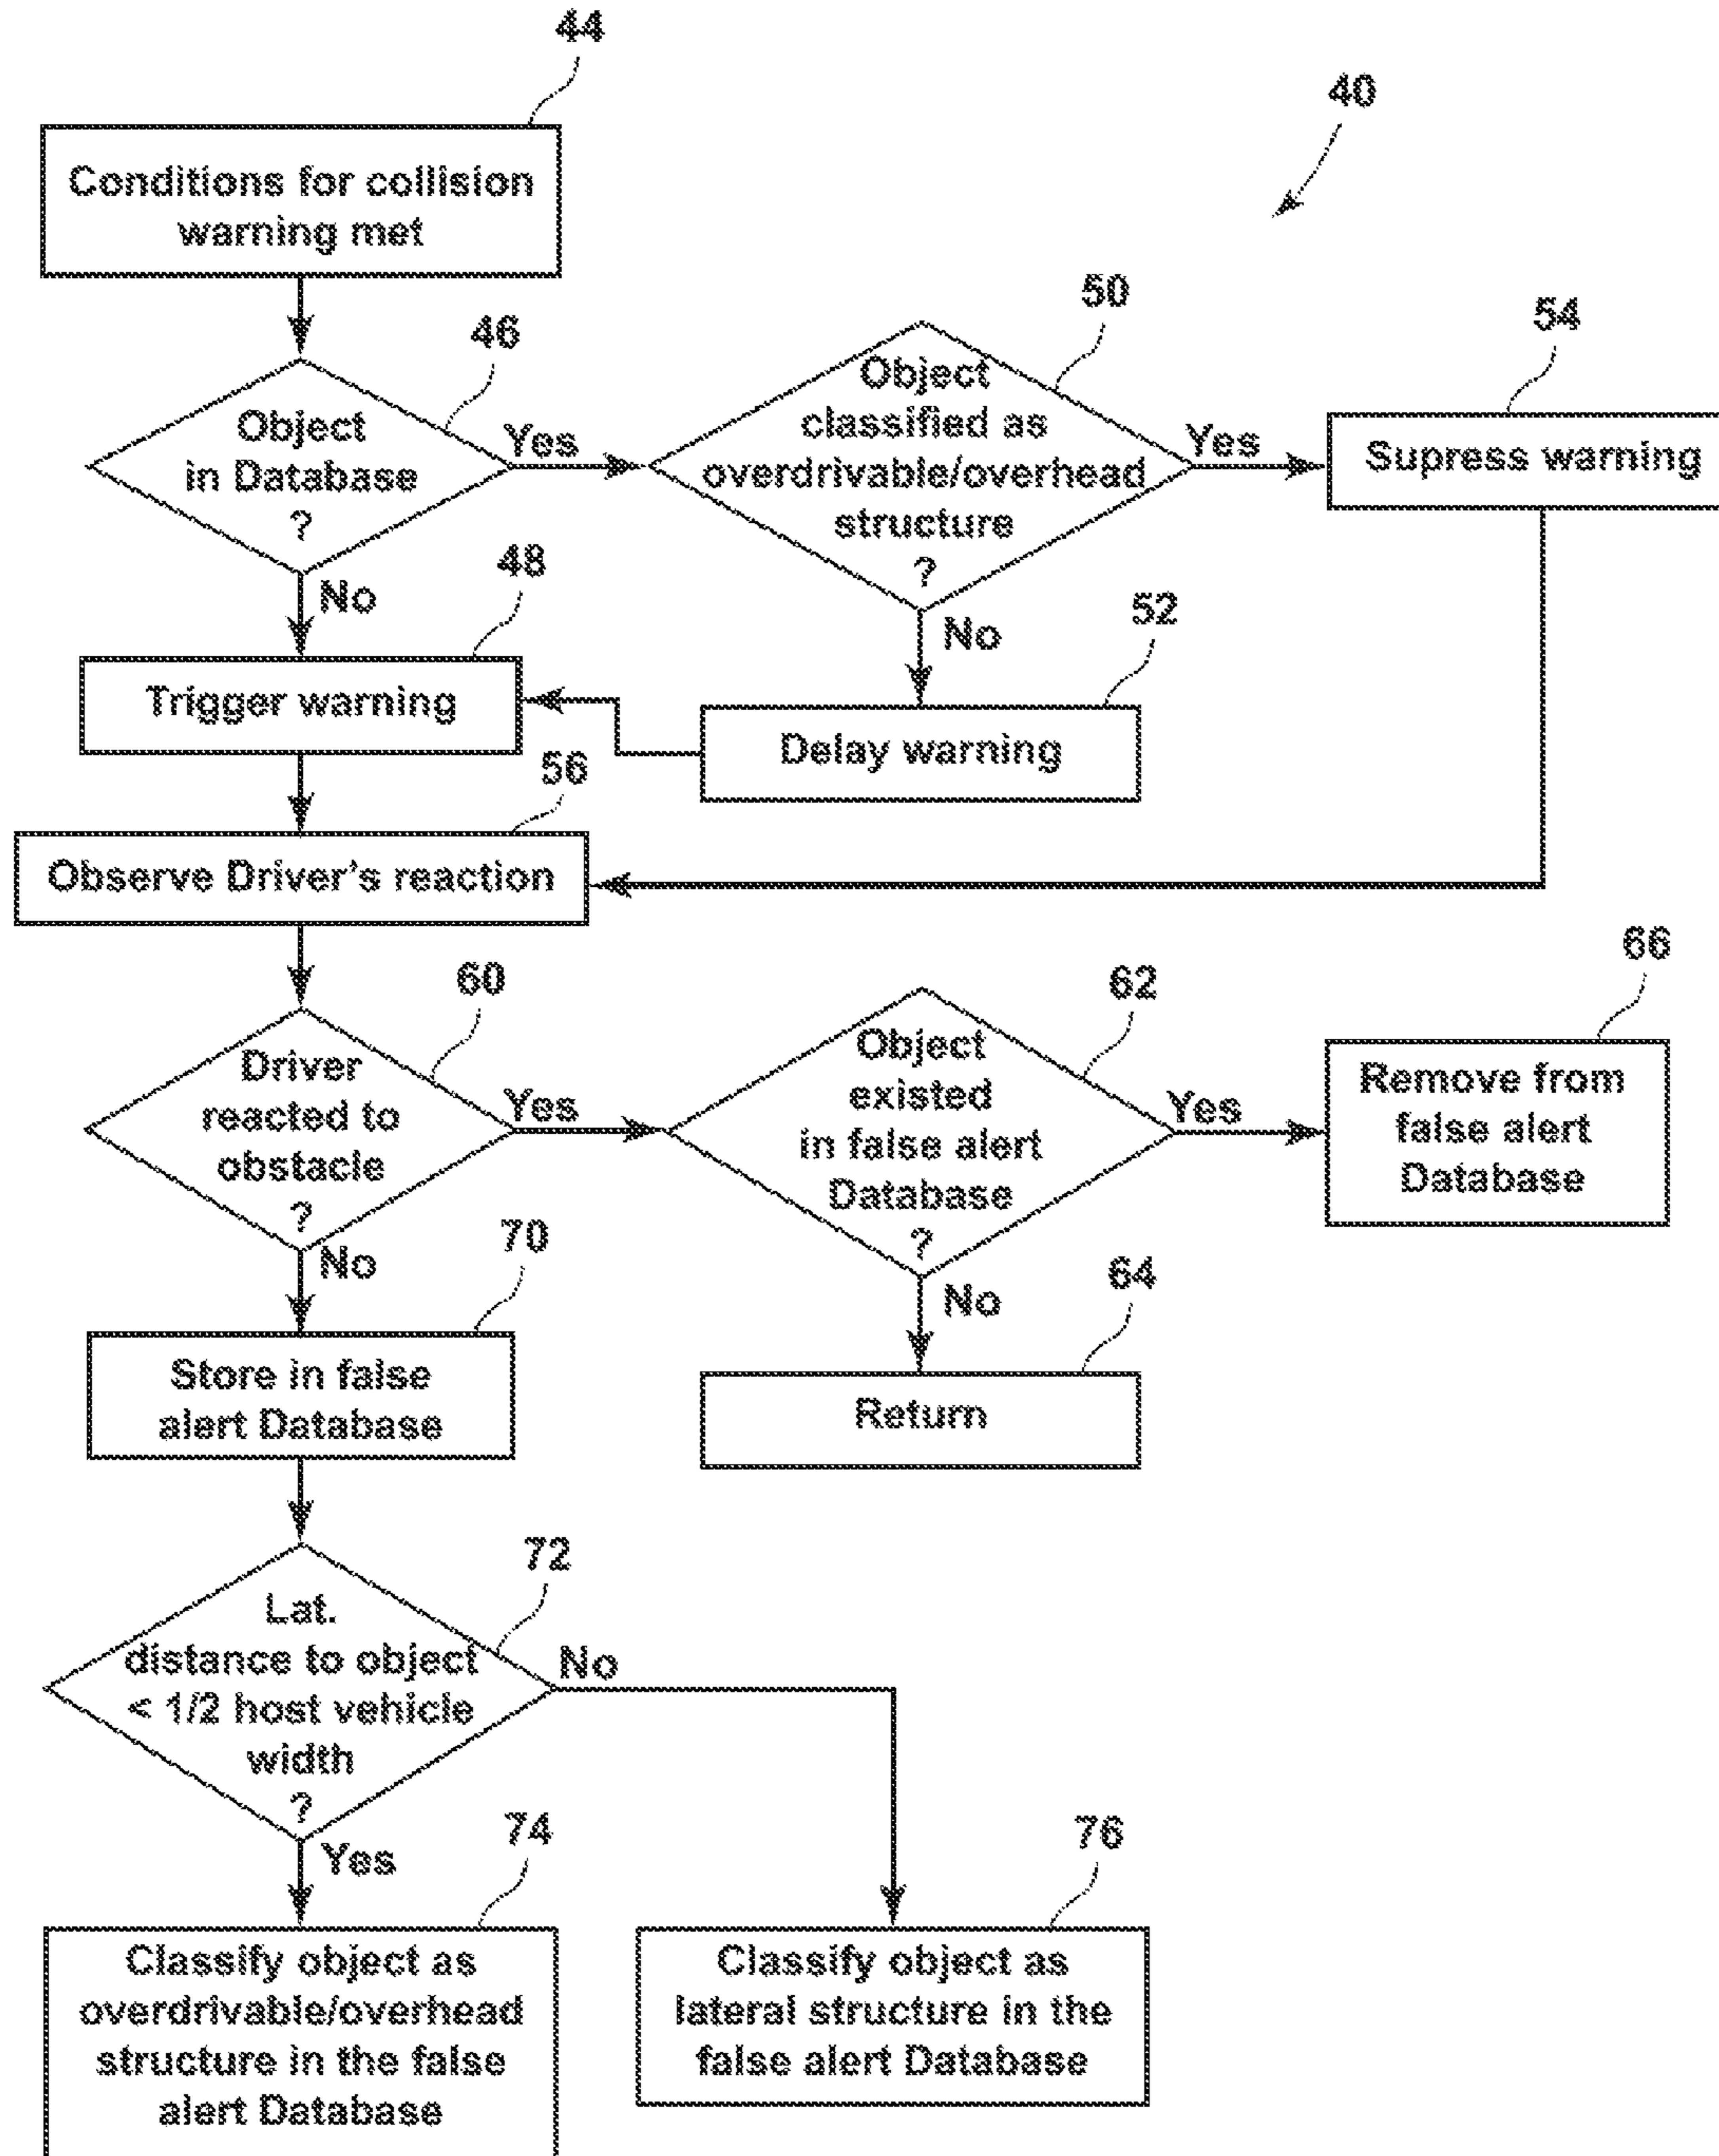 44
40
Conditions for collision
warning met
46
50
54
Object
in Database
?
Yes
Object
classified as
overdrivable/overhead
structure
?
Yes
Supress warning
No
48
No
52
Trigger warning
Delay warning
56
Observe Driver's reaction
60
62
66
Driver
reacted to
obstacle
?
Yes
Object
existed
in false alert
Database
?
Yes
Remove from
false alert
Database
No
70
No
64
Store in false
alert Database
Return
72
Lat.
distance to object
< 1/2 host vehicle
width
?
No
Yes
74
76
Classify object as
overdrivable/overhead
structure in the false
alert Database
Classify object as
lateral structure in the
false alert Database